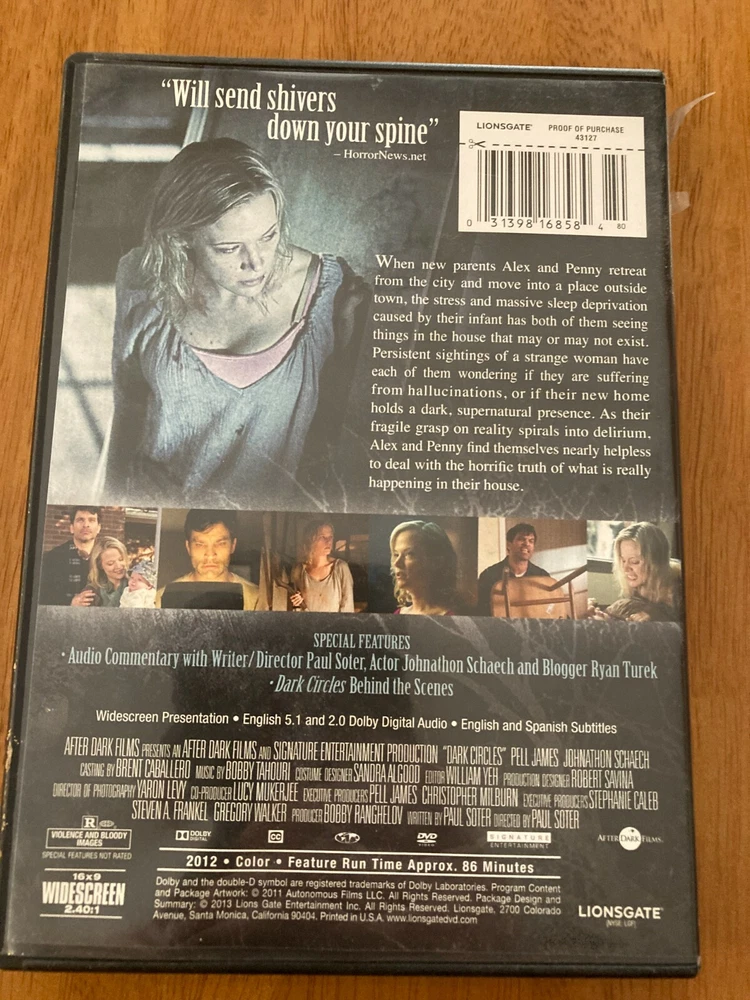 “Will send shivers
down your spine”
– HorrorNews.net
LIONSGATE® PROOF OF PURCHASE
43127
0 31398 16858 4 80
When new parents Alex and Penny retreat
from the city and move into a place outside
town, the stress and massive sleep deprivation
caused by their infant has both of them seeing
things in the house that may or may not exist.
Persistent sightings of a strange woman have
each of them wondering if they are suffering
from hallucinations, or if their new home
holds a dark, supernatural presence. As their
fragile grasp on reality spirals into delirium,
Alex and Penny find themselves nearly helpless
to deal with the horrific truth of what is really
happening in their house.
SPECIAL FEATURES
• Audio Commentary with Writer/Director Paul Soter, Actor Johnathon Schaech and Blogger Ryan Turek
• Dark Circles Behind the Scenes
Widescreen Presentation • English 5.1 and 2.0 Dolby Digital Audio • English and Spanish Subtitles
AFTER DARK FILMS PRESENTS AN AFTER DARK FILMS AND SIGNATURE ENTERTAINMENT PRODUCTION “DARK CIRCLES” PELL JAMES JOHNATHON SCHAECH
CASTING BY BRENT CABALLERO MUSIC BY BOBBY TAHOURI COSTUME DESIGNER SANDRA ALGOOD EDITOR WILLIAM YEH PRODUCTION DESIGNER ROBERT SAVINA
DIRECTOR OF PHOTOGRAPHY YARON LEVY CO-PRODUCER LUCY MUKERJEE EXECUTIVE PRODUCERS PELL JAMES CHRISTOPHER MILBURN EXECUTIVE PRODUCERS STEPHANIE CALEB
STEVEN A. FRANKEL GREGORY WALKER PRODUCER BOBBY RANGHELOV WRITTEN BY PAUL SOTER DIRECTED BY PAUL SOTER
R
VIOLENCE AND BLOODY
IMAGES
SPECIAL FEATURES NOT RATED
DOLBY
DIGITAL
CC
DVD
VIDEO
SIGNATURE
ENTERTAINMENT
AFTER DARK FILMS
2012 • Color • Feature Run Time Approx. 86 Minutes
16x9
WIDESCREEN
2.40:1
Dolby and the double-D symbol are registered trademarks of Dolby Laboratories. Program Content
and Package Artwork: © 2011 Autonomous Films LLC. All Rights Reserved. Package Design and
Summary: © 2013 Lions Gate Entertainment Inc. All Rights Reserved. Lionsgate, 2700 Colorado
Avenue, Santa Monica, California 90404. Printed in U.S.A. www.lionsgatedvd.com
LIONSGATE®
(NYSE: LGF)